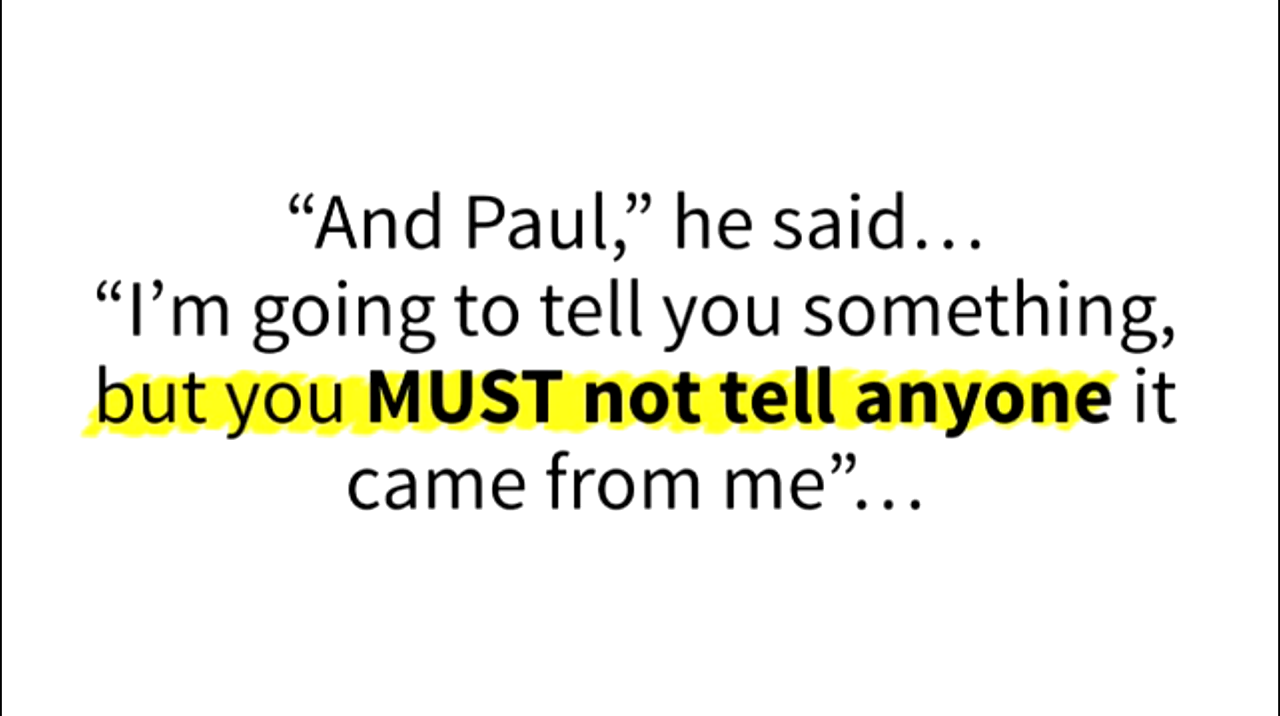 “And Paul,” he said…
“I’m going to tell you something,
but you MUST not tell anyone it
came from me”…